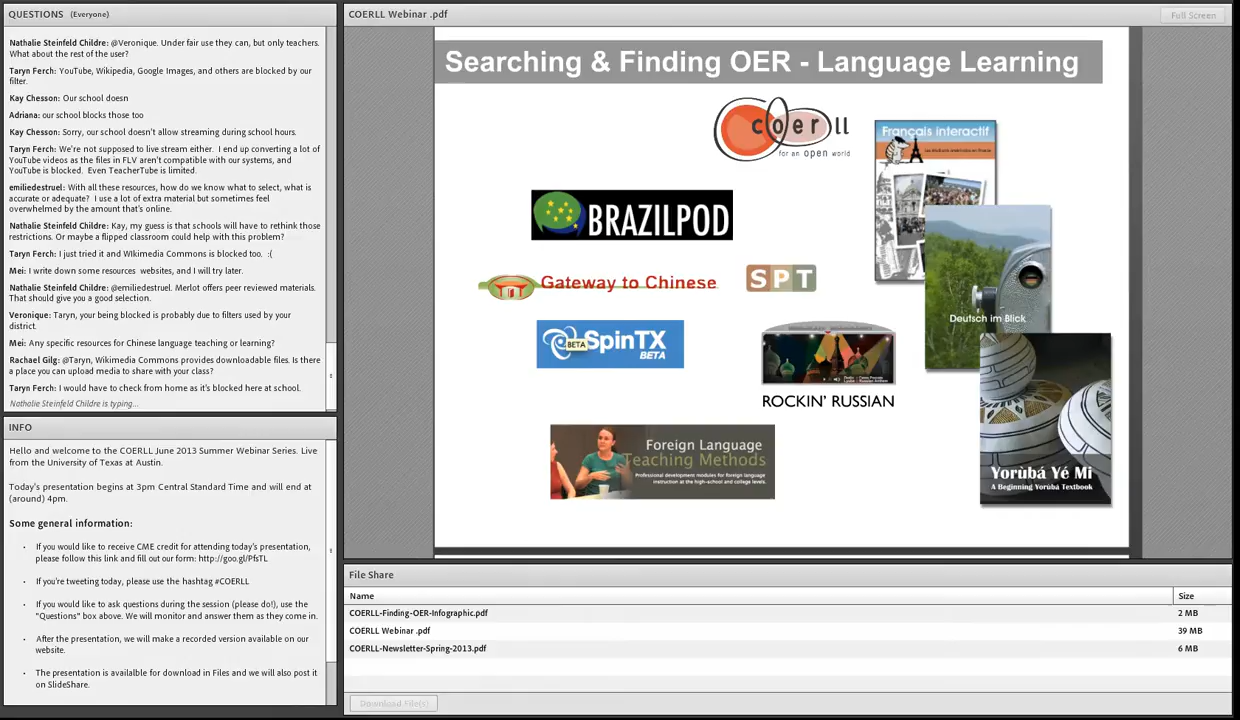 QUESTIONS (Everyone)
Nathalie Steinfeld Childre: @Veronique. Under fair use they can, but only teachers.
What about the rest of the user?
Taryn Ferch: YouTube, Wikipedia, Google Images, and others are blocked by our
filter.
Kay Chesson: Our school doesn
Adriana: our school blocks those too
Kay Chesson: Sorry, our school doesn't allow streaming during school hours.
Taryn Ferch: We're not supposed to live stream either. I end up converting a lot of
YouTube videos as the files in FLV aren't compatible with our systems, and
YouTube is blocked. Even TeacherTube is limited.
emiliedestruel: With all these resources, how do we know what to select, what is
accurate or adequate? I use a lot of extra material but sometimes feel
overwhelmed by the amount that's online.
Nathalie Steinfeld Childre: Kay, my guess is that schools will have to rethink those
restrictions. Or maybe a flipped classroom could help with this problem?
Taryn Ferch: I just tried it and WIkimedia Commons is blocked too. :(
Mei: I write down some resources websites, and I will try later.
Nathalie Steinfeld Childre: @emiliedestruel. Merlot offers peer reviewed materials.
That should give you a good selection.
Veronique: Taryn, your being blocked is probably due to filters used by your
district.
Mei: Any specific resources for Chinese language teaching or learning?
Rachael Gilg: @Taryn, Wikimedia Commons provides downloadable files. Is there
a place you can upload media to share with your class?
Taryn Ferch: I would have to check from home as it's blocked here at school.
Nathalie Steinfeld Childre is typing...
INFO
Hello and welcome to the COERLL June 2013 Summer Webinar Series. Live
from the University of Texas at Austin.
Today's presentation begins at 3pm Central Standard Time and will end at
(around) 4pm.
Some general information:
• If you would like to receive CME credit for attending today's presentation,
please follow this link and fill out our form: http://goo.gl/PfsTL
• If you're tweeting today, please use the hashtag #COERLL
• If you would like to ask questions during the session (please do!), use the
"Questions" box above. We will monitor and answer them as they come in.
• After the presentation, we will make a recorded version available on our
website.
• The presentation is availalble for download in Files and we will also post it
on SlideShare.
COERLL Webinar .pdf
Full Screen
Searching & Finding OER - Language Learning
coerll
for an open world
Français interactif
BRAZILPOD
Gateway to Chinese
SPT
Deutsch im Blick
SpinTX
BETA
BETA
ROCKIN' RUSSIAN
Foreign Language
Teaching Methods
Professional development modules for foreign language
instruction at the high-school and college levels.
Yorùbá Yé Mi
A Beginning Yorùbá Textbook
File Share
Name Size
COERLL-Finding-OER-Infographic.pdf 2 MB
COERLL Webinar .pdf 39 MB
COERLL-Newsletter-Spring-2013.pdf 6 MB
Download File(s)